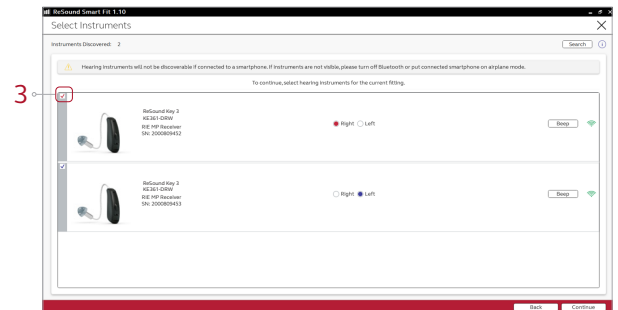 ReSound Smart Fit 1.10
Select Instruments
Instruments Discovered: 2
Search
Hearing instruments will not be discoverable if connected to a smartphone. If instruments are not visible, please turn off Bluetooth or put connected smartphone on airplane mode.
To continue, select hearing instruments for the current fitting.
3
ReSound Key 3
KE361-DRW
RIE MP Receiver
SN: 2000809452
Right Left
Beep
ReSound Key 3
KE361-DRW
RIE MP Receiver
SN: 2000809453
Right Left
Beep
Back Continue